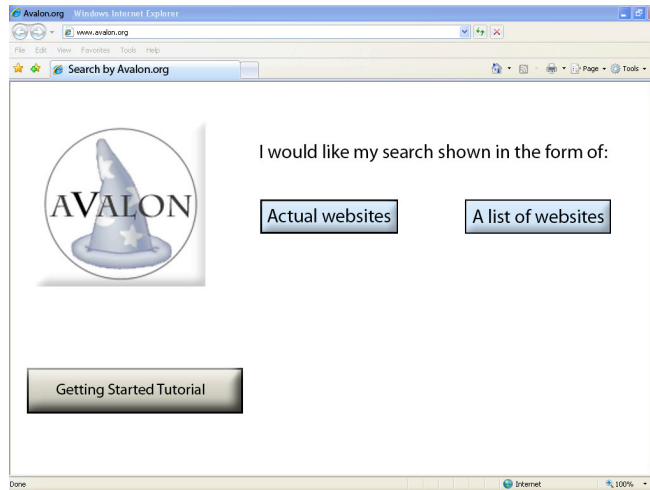 Avalon.org Windows Internet Explorer
www.avalon.org
File Edit View Favorites Tools Help
Search by Avalon.org
Page Tools
AVALON
I would like my search shown in the form of:
Actual websites
A list of websites
Getting Started Tutorial
Done
Internet
100%